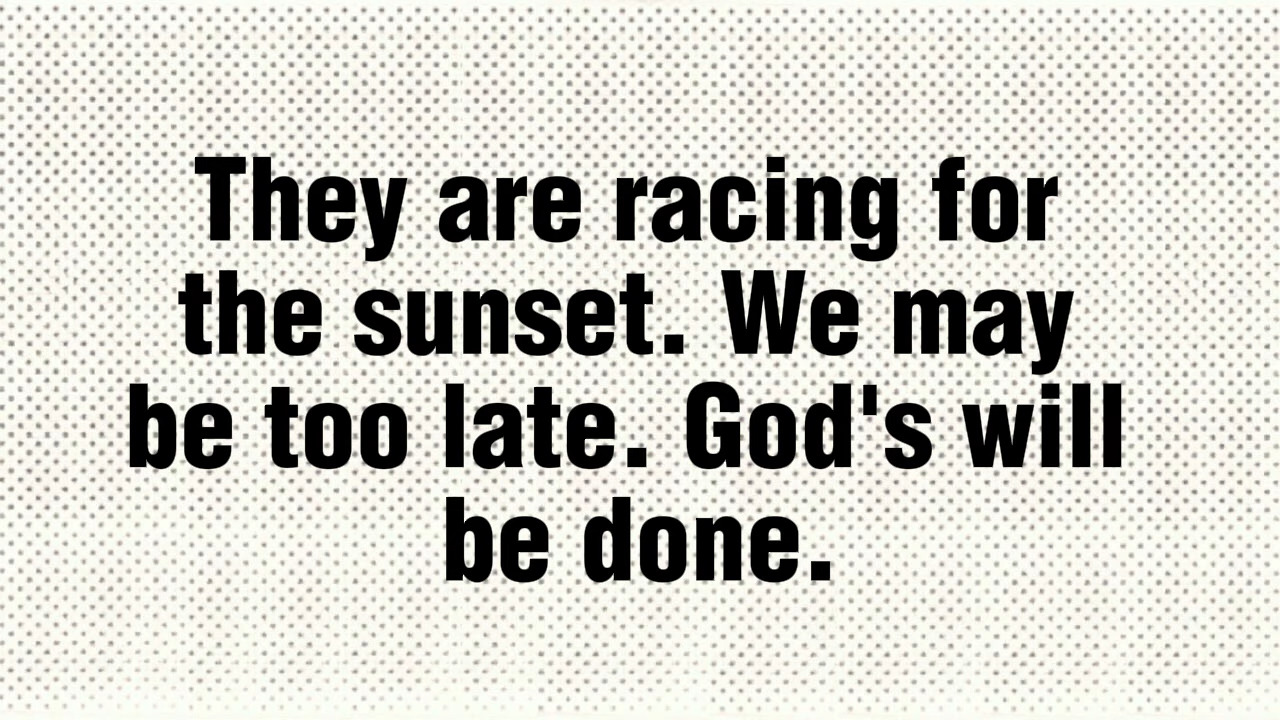 They are racing for
the sunset. We may
be too late. God's will
be done.